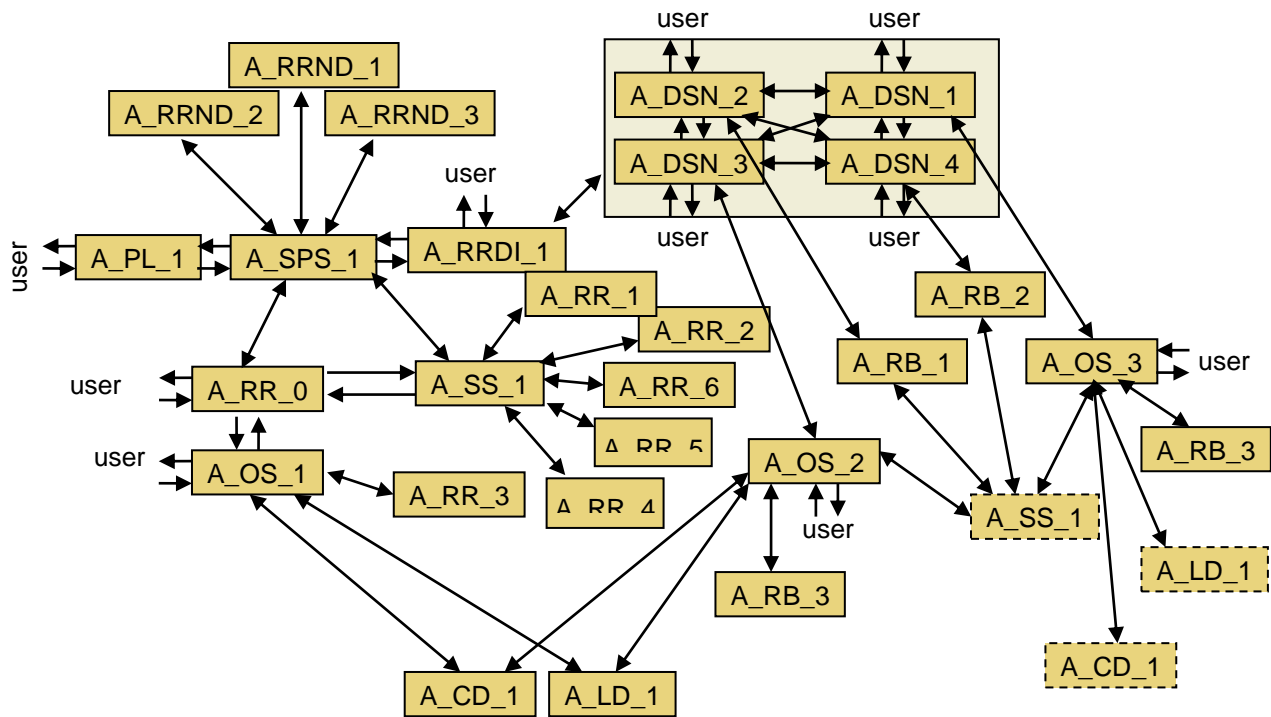 user
user
A_RRND_1
A_RRND_2
A_RRND_3
A_DSN_2
A_DSN_1
A_DSN_3
A_DSN_4
user
user
user
user
A_PL_1
A_SPS_1
A_RRDI_1
A_RR_1
A_RR_2
A_RB_2
A_RB_1
A_OS_3
user
user
A_RR_0
A_SS_1
A_RR_6
A_RR_5
A_RB_3
user
A_OS_1
A_RR_3
A_RR_4
A_OS_2
user
A_SS_1
A_LD_1
A_RB_3
A_CD_1
A_CD_1
A_LD_1